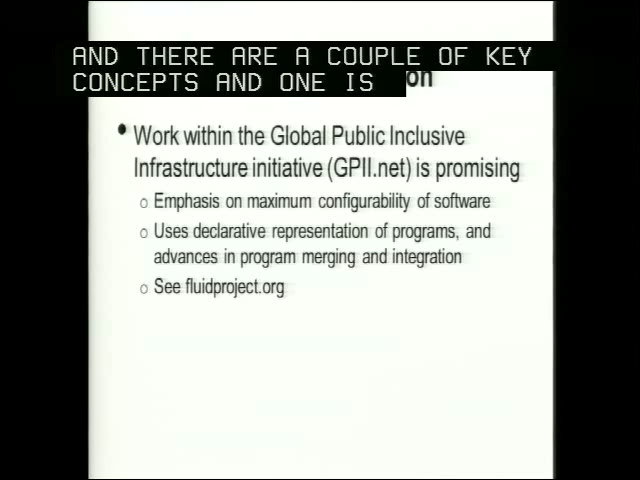 AND THERE ARE A COUPLE OF KEY
CONCEPTS AND ONE IS
on
• Work within the Global Public Inclusive
Infrastructure initiative (GPII.net) is promising
o Emphasis on maximum configurability of software
o Uses declarative representation of programs, and
advances in program merging and integration
o See fluidproject.org